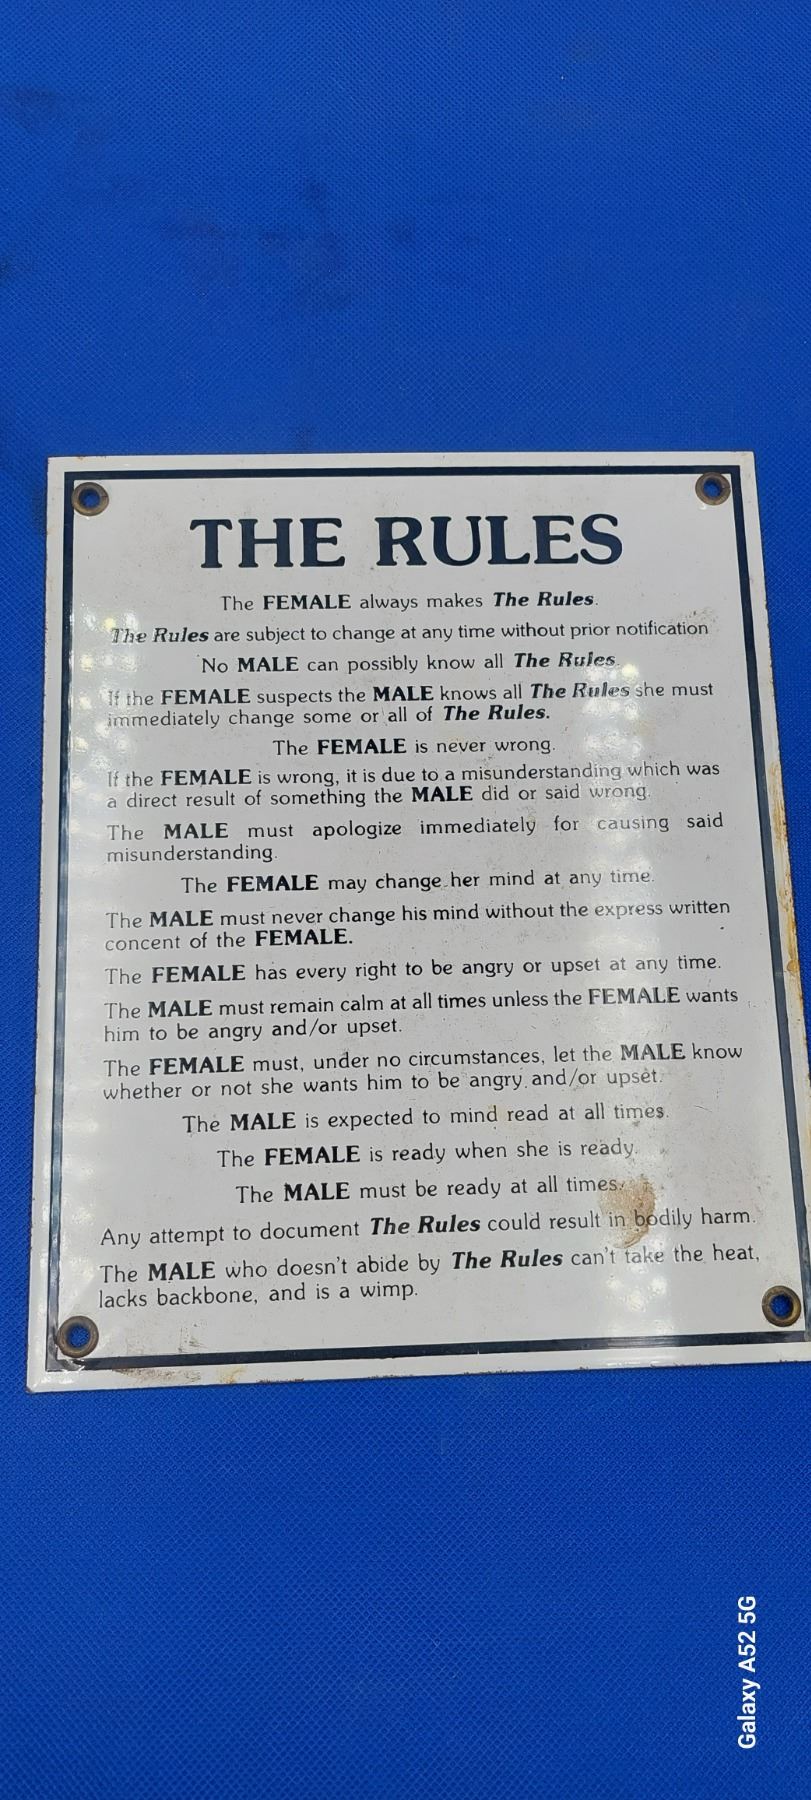 THE RULES
The FEMALE always makes The Rules.
The Rules are subject to change at any time without prior notification
No MALE can possibly know all The Rules.
If the FEMALE suspects the MALE knows all The Rules she must
immediately change some or all of The Rules.
The FEMALE is never wrong.
If the FEMALE is wrong, it is due to a misunderstanding which was
a direct result of something the MALE did or said wrong.
The MALE must apologize immediately for causing said
misunderstanding.
The FEMALE may change her mind at any time.
The MALE must never change his mind without the express written
concent of the FEMALE.
The FEMALE has every right to be angry or upset at any time.
The MALE must remain calm at all times unless the FEMALE wants
him to be angry and/or upset.
The FEMALE must, under no circumstances, let the MALE know
whether or not she wants him to be angry and/or upset.
The MALE is expected to mind read at all times.
The FEMALE is ready when she is ready.
The MALE must be ready at all times.
Any attempt to document The Rules could result in bodily harm.
The MALE who doesn't abide by The Rules can't take the heat,
lacks backbone, and is a wimp.
Galaxy A52 5G